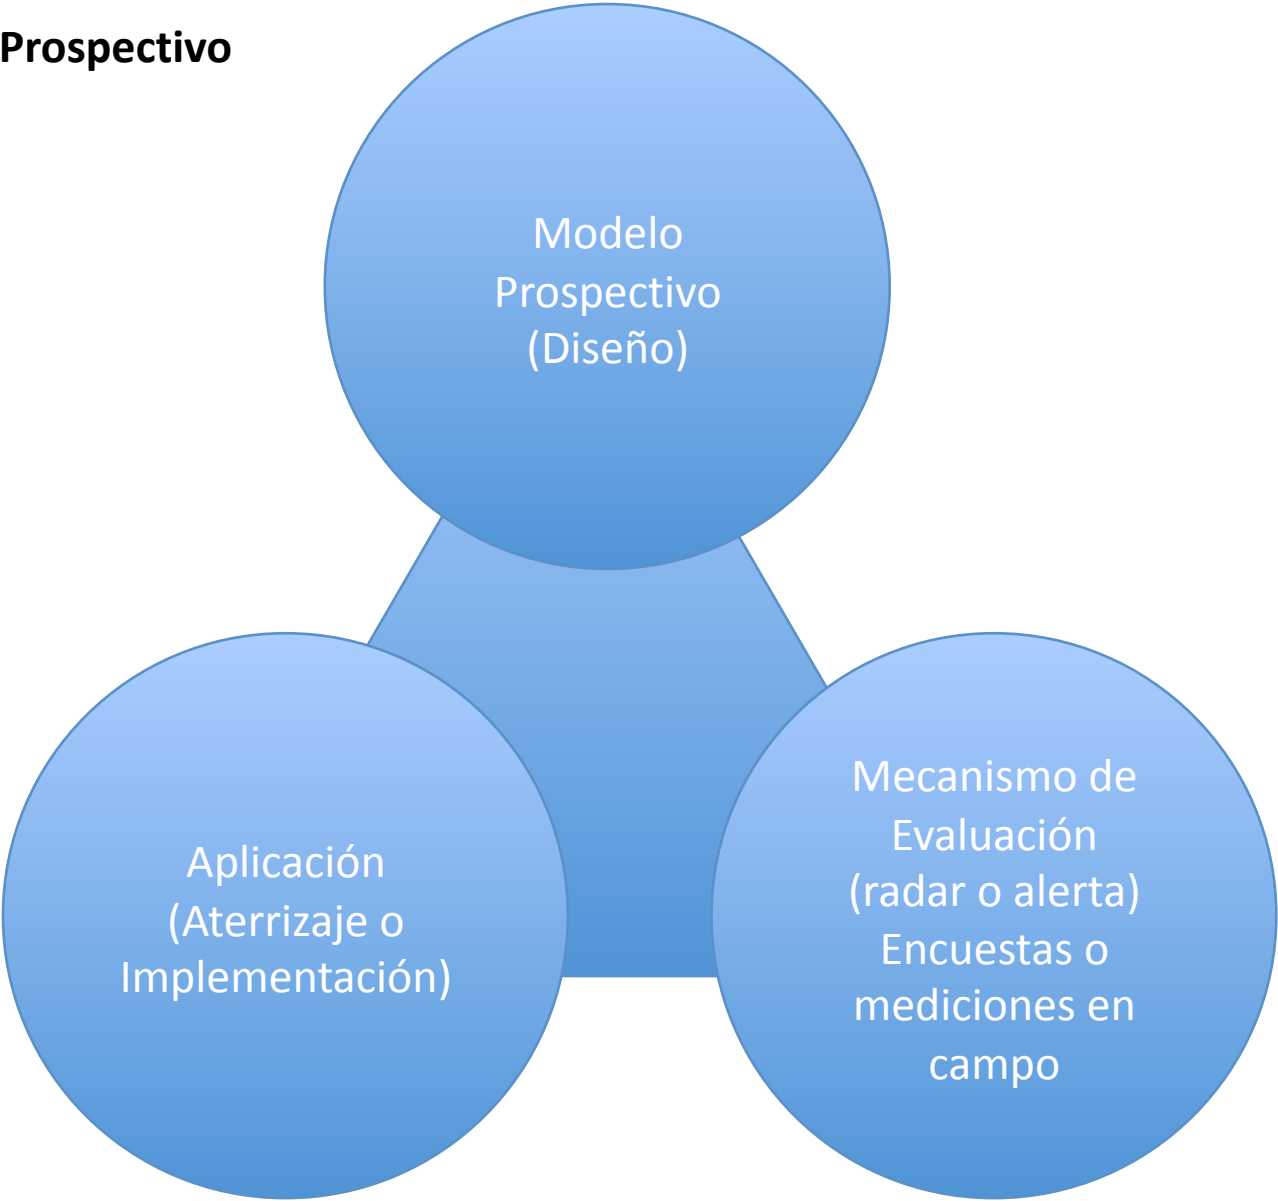 Prospectivo
Modelo
Prospectivo
(Diseño)
Aplicación
(Aterrizaje o
Implementación)
Mecanismo de
Evaluación
(radar o alerta)
Encuestas o
mediciones en
campo